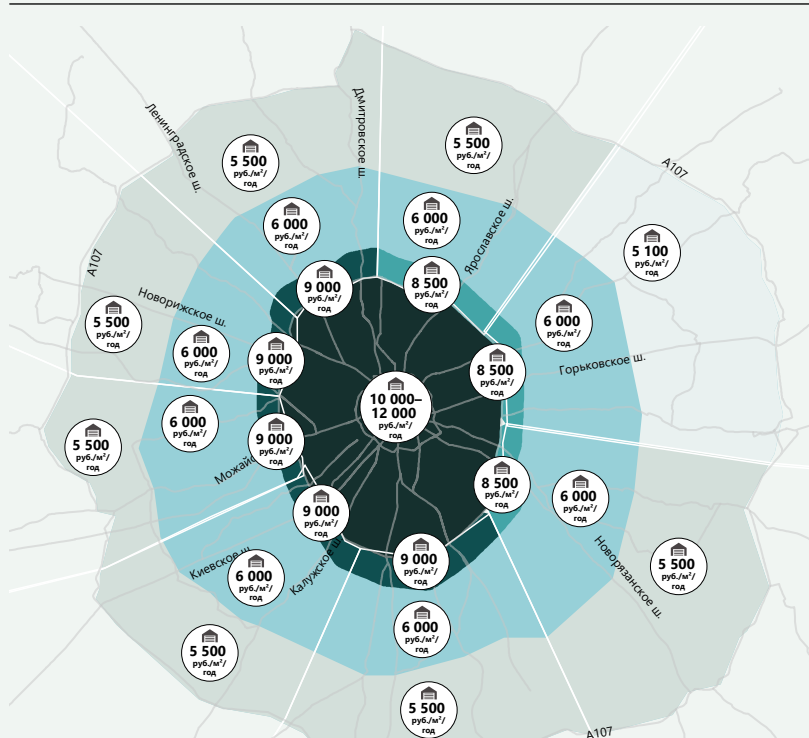 Ленинградское ш.
Дмитровское ш.
5 500
руб./м²/
год
5 500
руб./м²/
год
А107
6 000
руб./м²/
год
6 000
руб./м²/
год
Ярославское ш.
5 100
руб./м²/
год
А107
9 000
руб./м²/
год
8 500
руб./м²/
год
Новорижское ш.
5 500
руб./м²/
год
6 000
руб./м²/
год
6 000
руб./м²/
год
9 000
руб./м²/
год
8 500
руб./м²/
год
Горьковское ш.
10 000–
12 000
руб./м²/
год
6 000
руб./м²/
год
5 500
руб./м²/
год
9 000
руб./м²/
год
Можайс
8 500
руб./м²/
год
6 000
руб./м²/
год
9 000
руб./м²/
год
Киевское ш.
Калужское ш.
9 000
руб./м²/
год
Новорязанское ш.
5 500
руб./м²/
год
6 000
руб./м²/
год
6 000
руб./м²/
год
5 500
руб./м²/
год
5 500
руб./м²/
год
А107